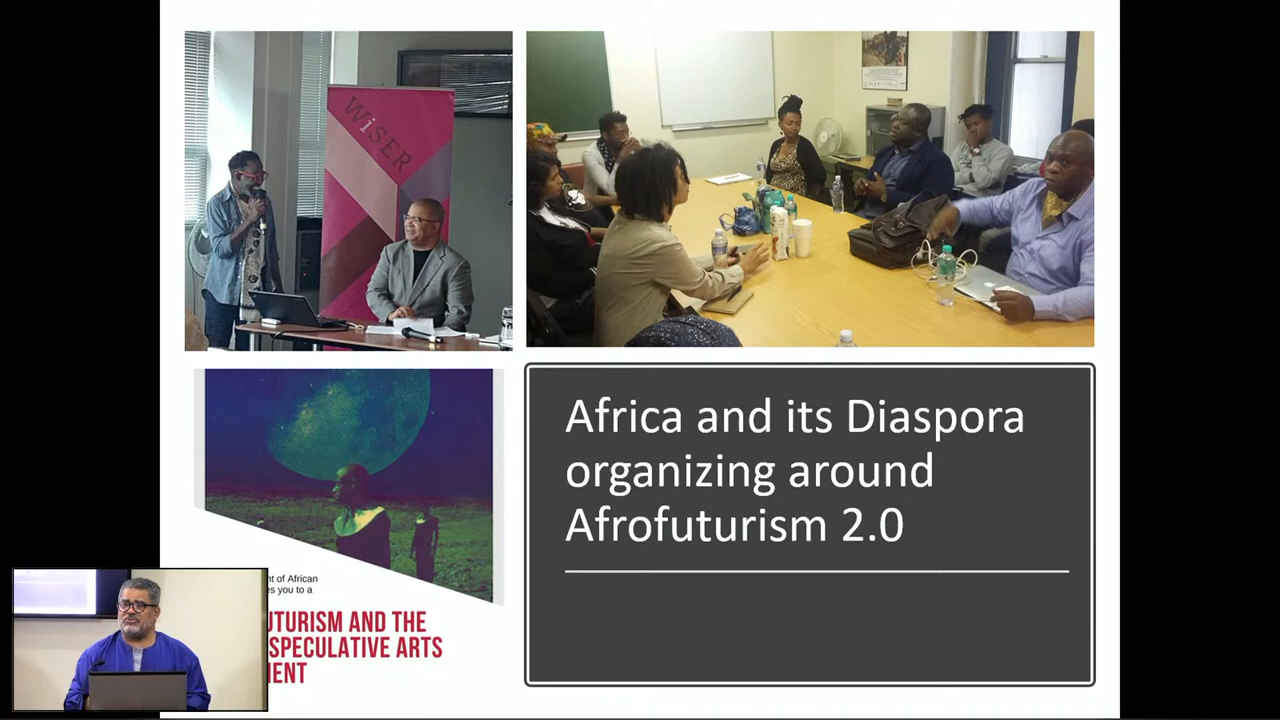 WiSER
Africa and its Diaspora
organizing around
Afrofuturism 2.0
nt of African
es you to a
UTURISM AND THE
SPECULATIVE ARTS
MENT